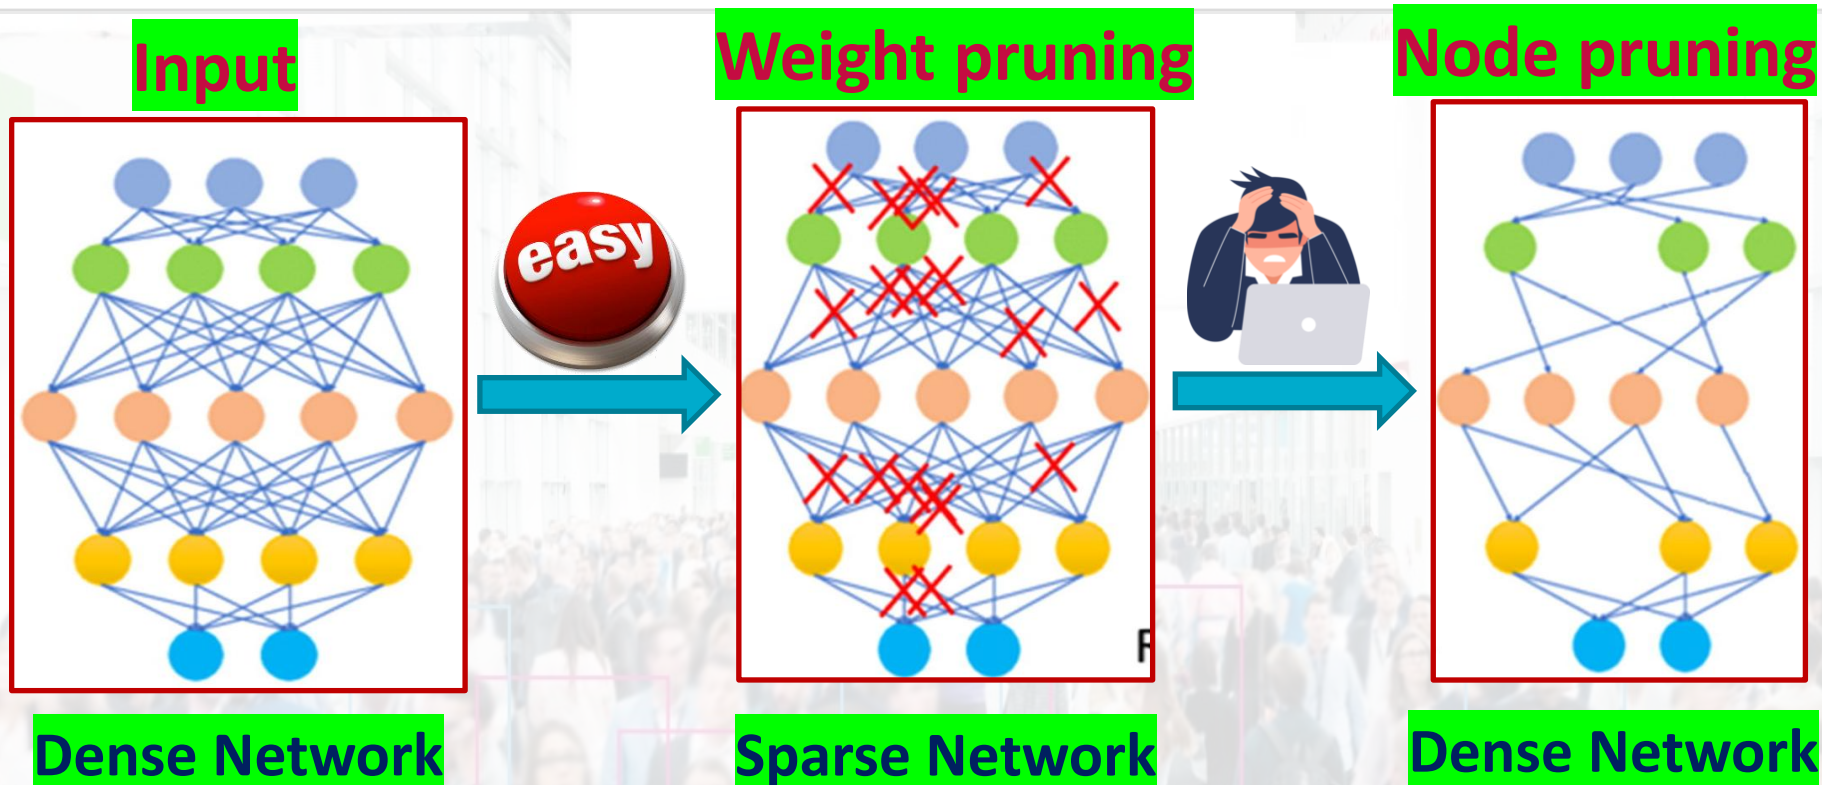 Input
Weight pruning
Node pruning
easy
Dense Network
Sparse Network
Dense Network